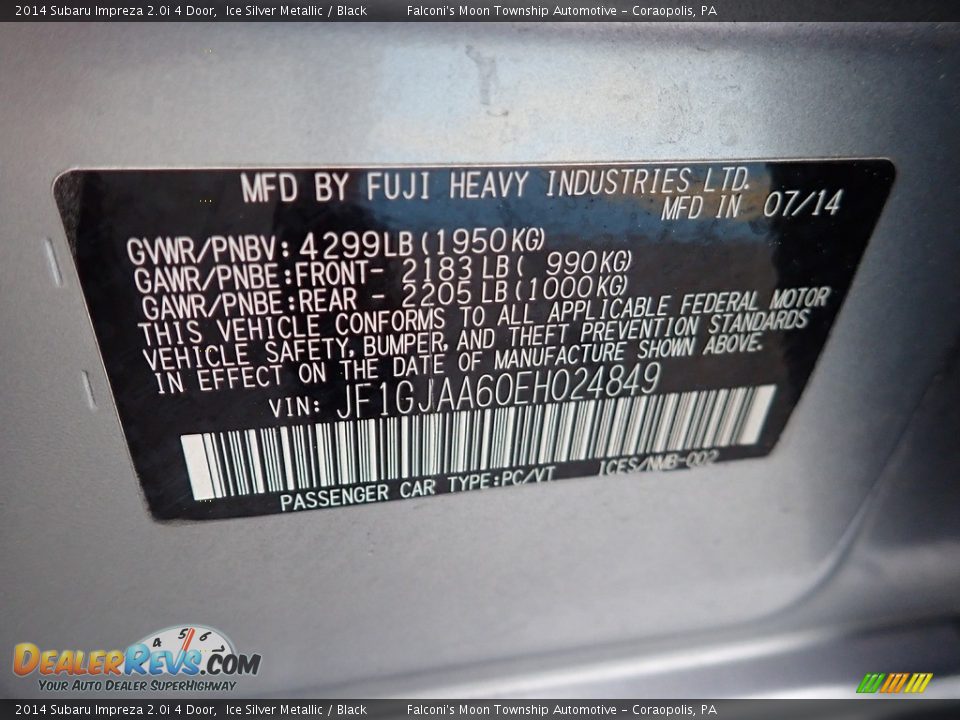 2014 Subaru Impreza 2.0i 4 Door,  Ice Silver Metallic / Black        Falconi's Moon Township Automotive - Coraopolis, PA
MFD BY FUJI HEAVY INDUSTRIES LTD.
MFD IN 07/14
GVWR/PNBV: 4299LB(1950KG)
GAWR/PNBE:FRONT- 2183LB( 990KG)
GAWR/PNBE:REAR - 2205LB(1000KG)
THIS VEHICLE CONFORMS TO ALL APPLICABLE FEDERAL MOTOR
VEHICLE SAFETY, BUMPER, AND THEFT PREVENTION STANDARDS
IN EFFECT ON THE DATE OF MANUFACTURE SHOWN ABOVE.
VIN: JF1GJAA60EH024849
PASSENGER CAR TYPE:PC/VT ICES/NMB-002
4 5 6
DEALERREVS.COM
YOUR AUTO DEALER SUPERHIGHWAY
2014 Subaru Impreza 2.0i 4 Door,  Ice Silver Metallic / Black        Falconi's Moon Township Automotive - Coraopolis, PA